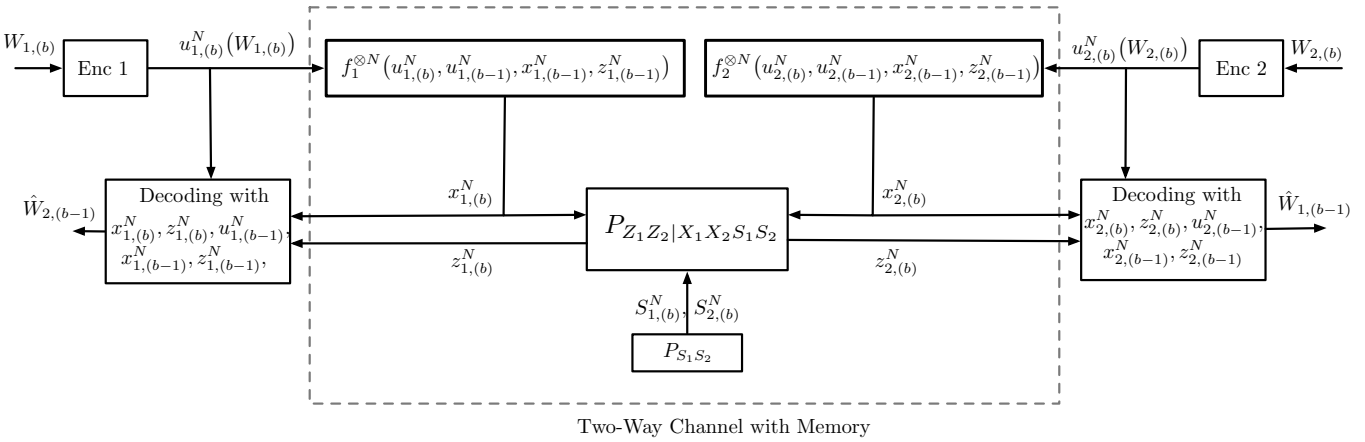 W_{1,(b)}
Enc 1
u^N_{1,(b)}(W_{1,(b)})
f_1^{⊗N}(u^N_{1,(b)}, u^N_{1,(b-1)}, x^N_{1,(b-1)}, z^N_{1,(b-1)})
f_2^{⊗N}(u^N_{2,(b)}, u^N_{2,(b-1)}, x^N_{2,(b-1)}, z^N_{2,(b-1)})
u^N_{2,(b)}(W_{2,(b)})
Enc 2
W_{2,(b)}
Ŵ_{2,(b-1)}
Decoding with
x^N_{1,(b)}, z^N_{1,(b)}, u^N_{1,(b-1)},
x^N_{1,(b-1)}, z^N_{1,(b-1)},
x^N_{1,(b)}
z^N_{1,(b)}
P_{Z_1Z_2|X_1X_2S_1S_2}
x^N_{2,(b)}
z^N_{2,(b)}
Decoding with
x^N_{2,(b)}, z^N_{2,(b)}, u^N_{2,(b-1)},
x^N_{2,(b-1)}, z^N_{2,(b-1)}
Ŵ_{1,(b-1)}
S^N_{1,(b)}, S^N_{2,(b)}
P_{S_1S_2}
Two-Way Channel with Memory